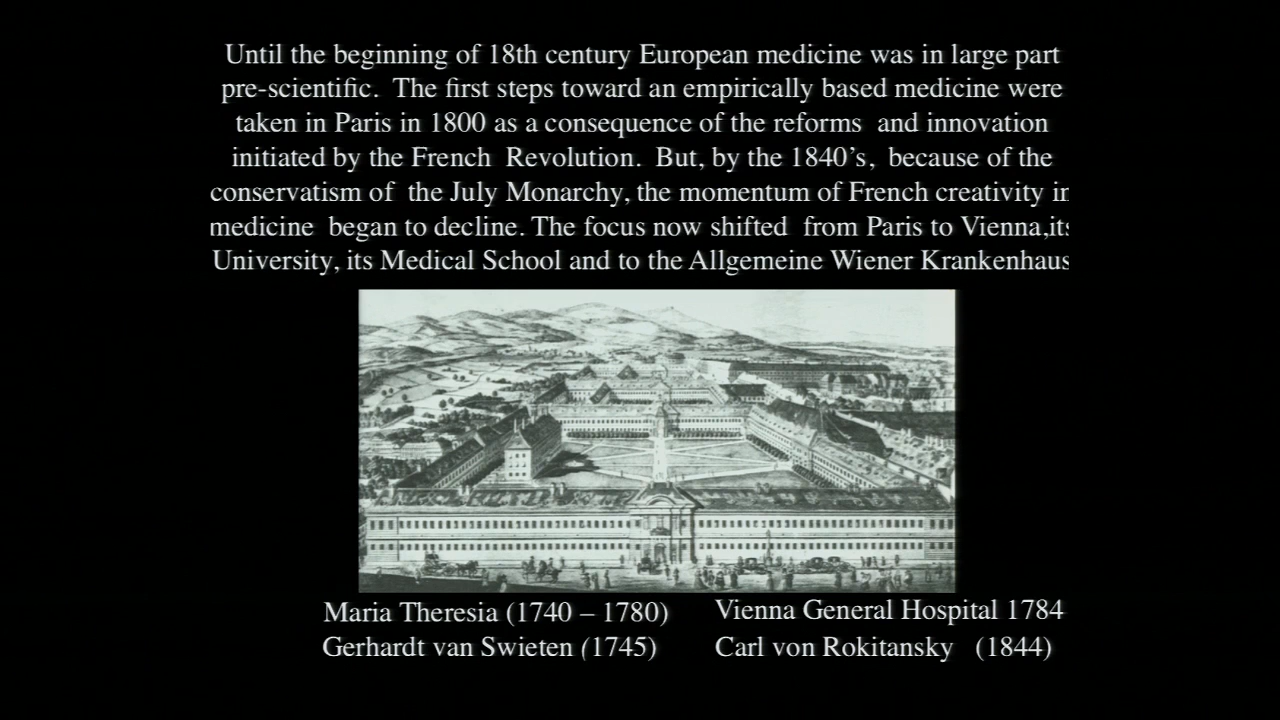 Until the beginning of 18th century European medicine was in large part
pre-scientific. The first steps toward an empirically based medicine were
taken in Paris in 1800 as a consequence of the reforms and innovation
initiated by the French Revolution. But, by the 1840's, because of the
conservatism of the July Monarchy, the momentum of French creativity in
medicine began to decline. The focus now shifted from Paris to Vienna,its
University, its Medical School and to the Allgemeine Wiener Krankenhaus
Maria Theresia (1740 – 1780) Vienna General Hospital 1784
Gerhardt van Swieten (1745) Carl von Rokitansky (1844)